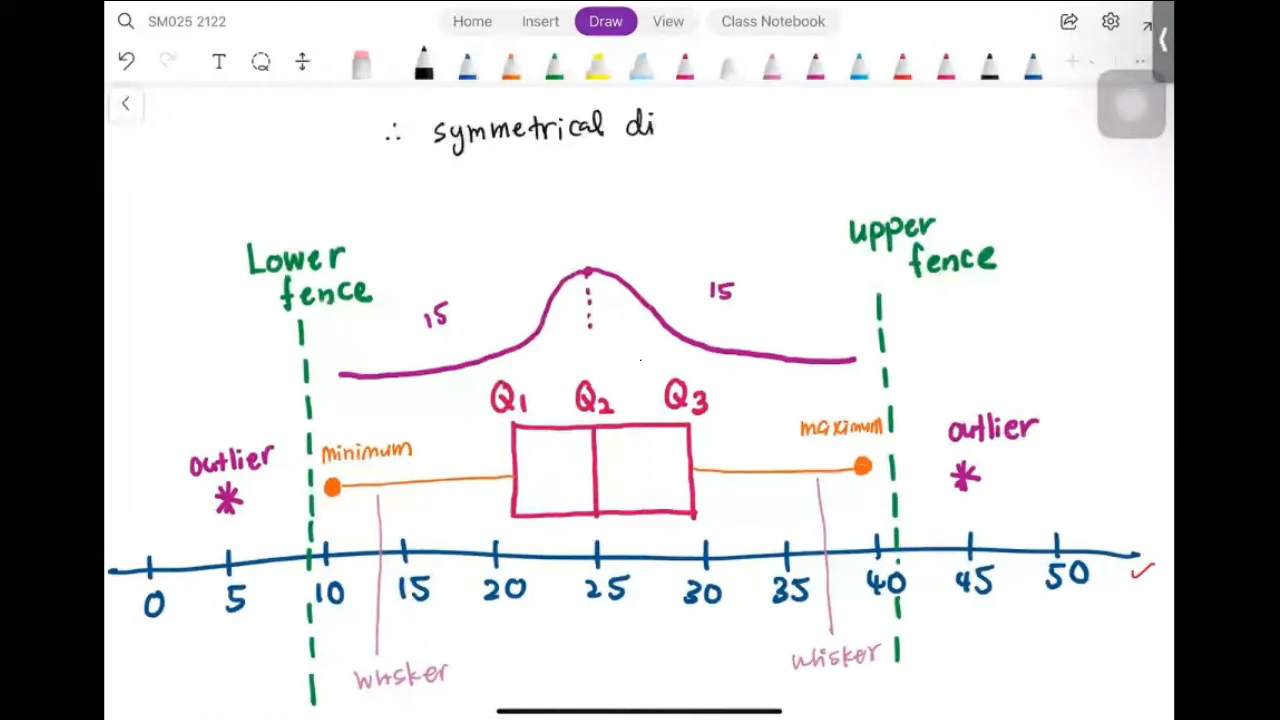 SM025 2122
Home Insert Draw View Class Notebook
∴ symmetrical di
Lower
fence
upper
fence
15
15
Q1 Q2 Q3
outlier
minimum
maximum
outlier
0 5 10 15 20 25 30 35 40 45 50
whsker
whisker